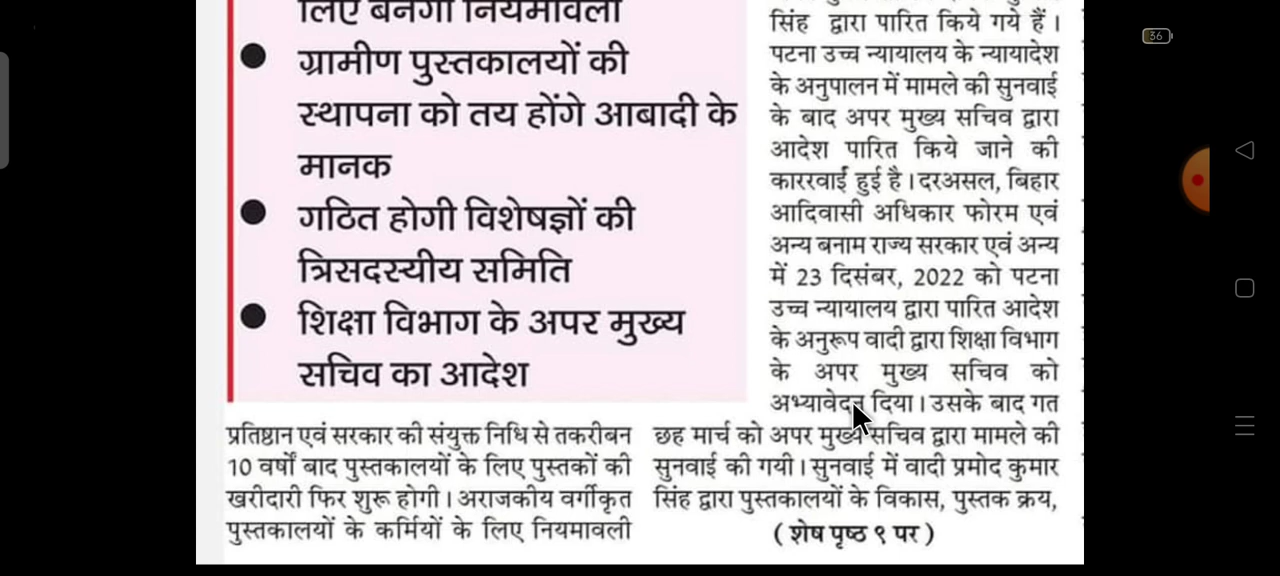 लिए बनेगी नियमावली
● ग्रामीण पुस्तकालयों की
स्थापना को तय होंगे आबादी के
मानक
● गठित होगी विशेषज्ञों की
त्रिसदस्यीय समिति
● शिक्षा विभाग के अपर मुख्य
सचिव का आदेश
प्रतिष्ठान एवं सरकार की संयुक्त निधि से तकरीबन
10 वर्षों बाद पुस्तकालयों के लिए पुस्तकों की
खरीदारी फिर शुरू होगी। अराजकीय वर्गीकृत
पुस्तकालयों के कर्मियों के लिए नियमावली
सिंह द्वारा पारित किये गये हैं।
पटना उच्च न्यायालय के न्यायादेश
के अनुपालन में मामले की सुनवाई
के बाद अपर मुख्य सचिव द्वारा
आदेश पारित किये जाने की
काररवाई हुई है। दरअसल, बिहार
आदिवासी अधिकार फोरम एवं
अन्य बनाम राज्य सरकार एवं अन्य
में 23 दिसंबर, 2022 को पटना
उच्च न्यायालय द्वारा पारित आदेश
के अनुरूप वादी द्वारा शिक्षा विभाग
के अपर मुख्य सचिव को
अभ्यावेदन दिया। उसके बाद गत
छह मार्च को अपर मुख्य सचिव द्वारा मामले की
सुनवाई की गयी। सुनवाई में वादी प्रमोद कुमार
सिंह द्वारा पुस्तकालयों के विकास, पुस्तक क्रय,
( शेष पृष्ठ ९ पर )
36